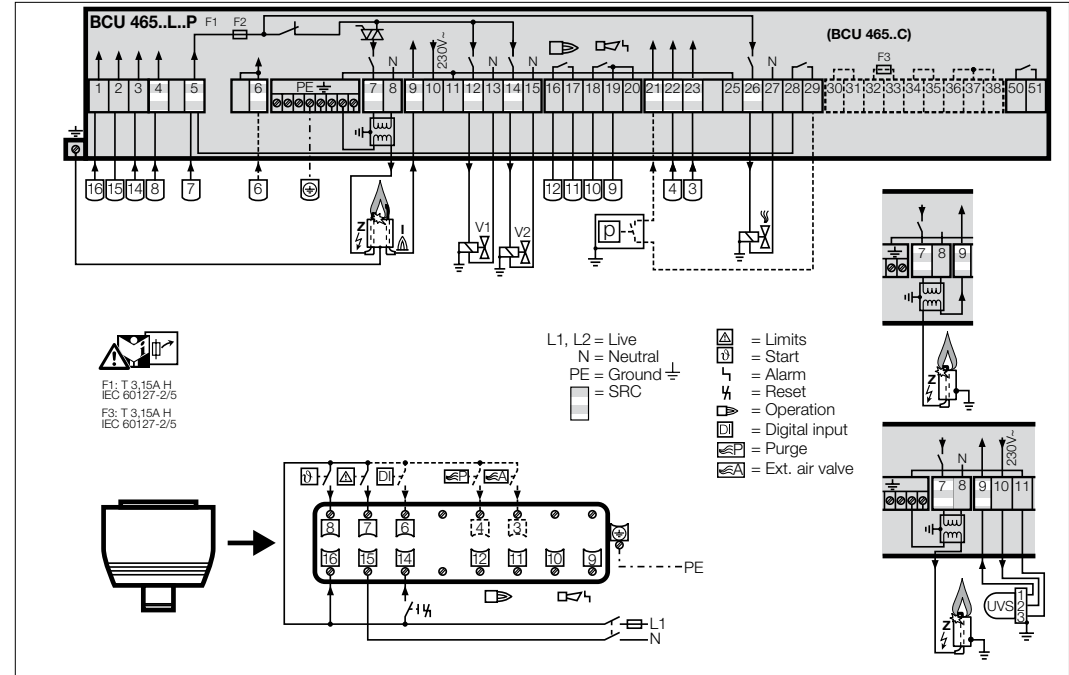 BCU 465..L..P F1 F2
(BCU 465..C)
F3
230V~
N N N N
PE
1 2 3 4 5 6 7 8 9 10 11 12 13 14 15 16 17 18 19 20 21 22 23 25 26 27 28 29 30 31 32 33 34 35 36 37 38 50 51
16 15 14 8 7 6 12 11 10 9 4 3
Z I
V1
V2
p
7 8 9
Z
F1: T 3,15A H
IEC 60127-2/5
F3: T 3,15A H
IEC 60127-2/5
L1, L2 = Live
N = Neutral
PE = Ground
= SRC
= Limits
ϑ = Start
= Alarm
= Reset
= Operation
DI = Digital input
P = Purge
A = Ext. air valve
N
230V~
7 8 9 10 11
UVS
1
2
3
Z
ϑ DI P A
8 7 6 4 3
16 15 14 12 11 10 9
PE
L1
N